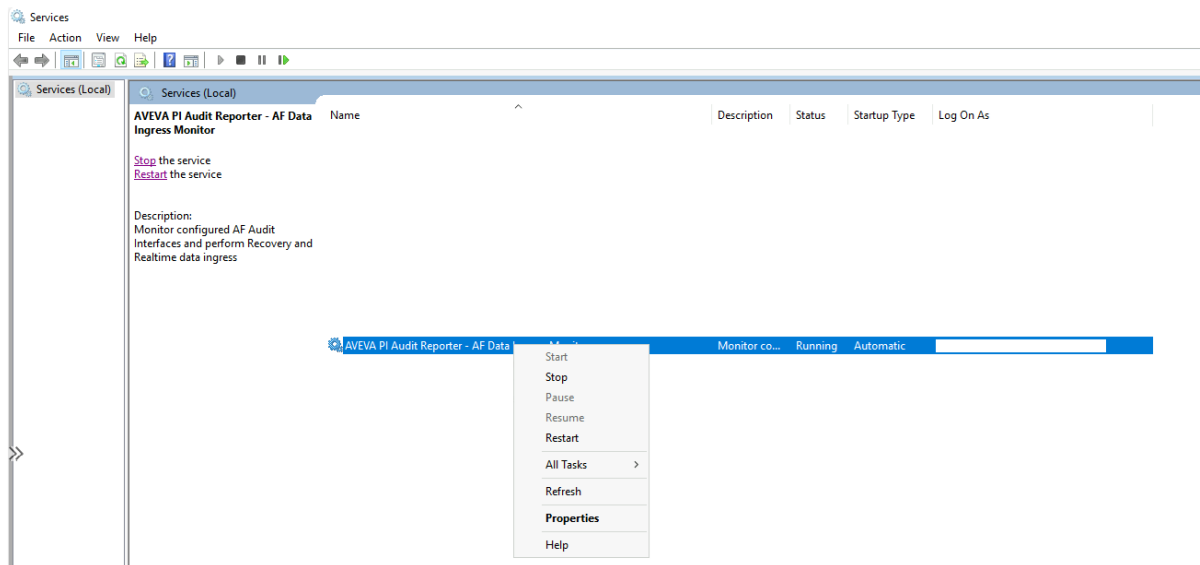 Services
File Action View Help
Services (Local)
Services (Local)
AVEVA PI Audit Reporter - AF Data
Ingress Monitor
Stop the service
Restart the service
Description:
Monitor configured AF Audit
Interfaces and perform Recovery and
Realtime data ingress
Name Description Status Startup Type Log On As
AVEVA PI Audit Reporter - AF Data Monitor co... Running Automatic
Start
Stop
Pause
Resume
Restart
All Tasks
Refresh
Properties
Help